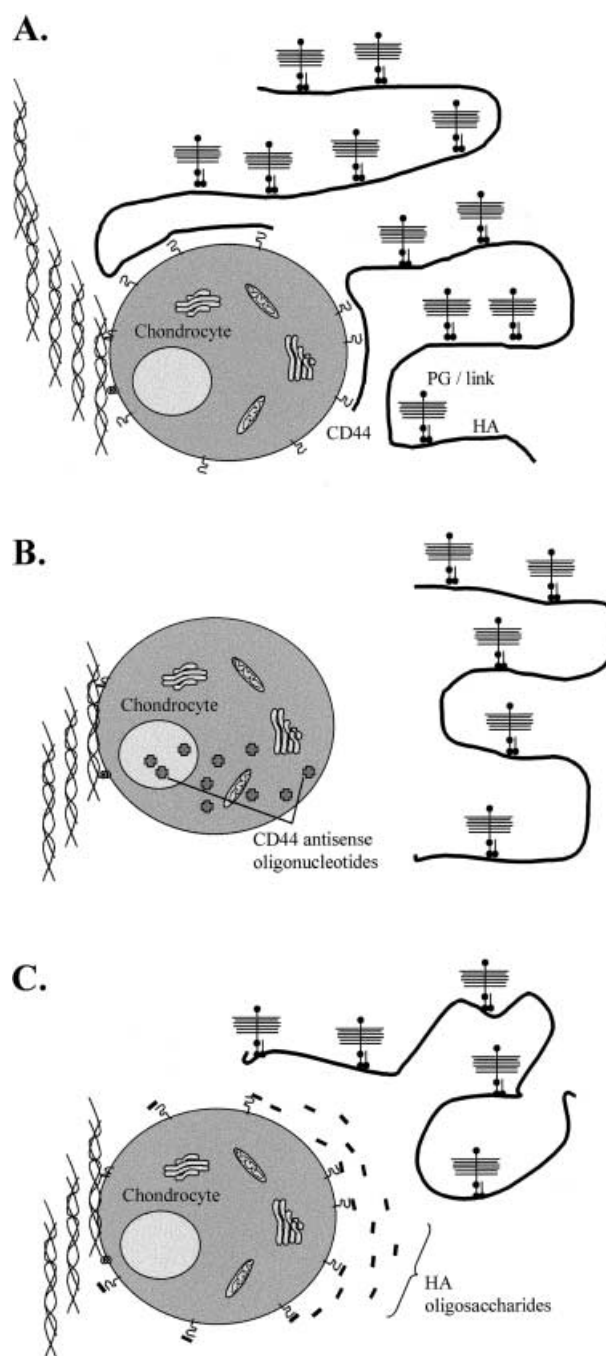 A.
Chondrocyte
PG / link
CD44
HA
B.
Chondrocyte
CD44 antisense
oligonucleotides
C.
Chondrocyte
HA
oligosaccharides